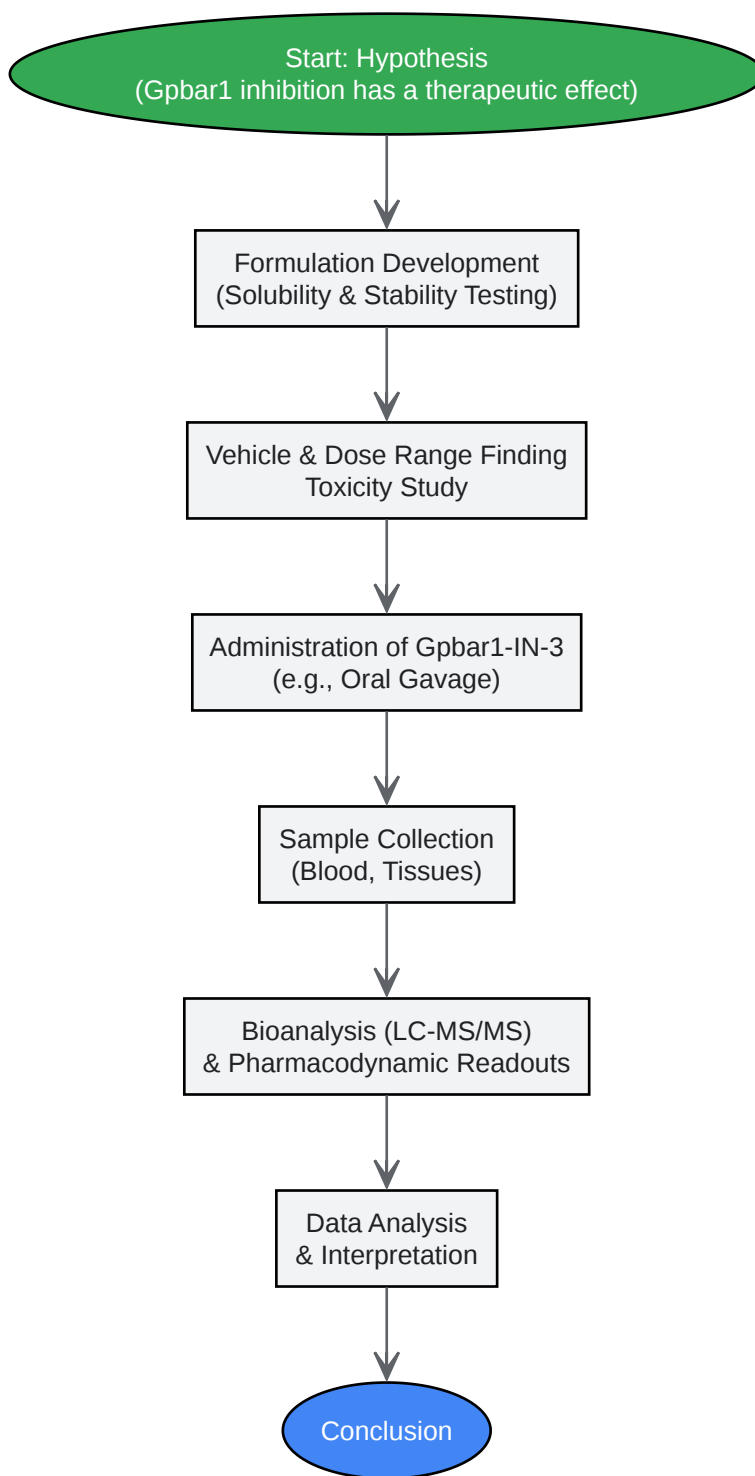 Start: Hypothesis
(Gpbar1 inhibition has a therapeutic effect)
Formulation Development
(Solubility & Stability Testing)
Vehicle & Dose Range Finding
Toxicity Study
Administration of Gpbar1-IN-3
(e.g., Oral Gavage)
Sample Collection
(Blood, Tissues)
Bioanalysis (LC-MS/MS)
& Pharmacodynamic Readouts
Data Analysis
& Interpretation
Conclusion